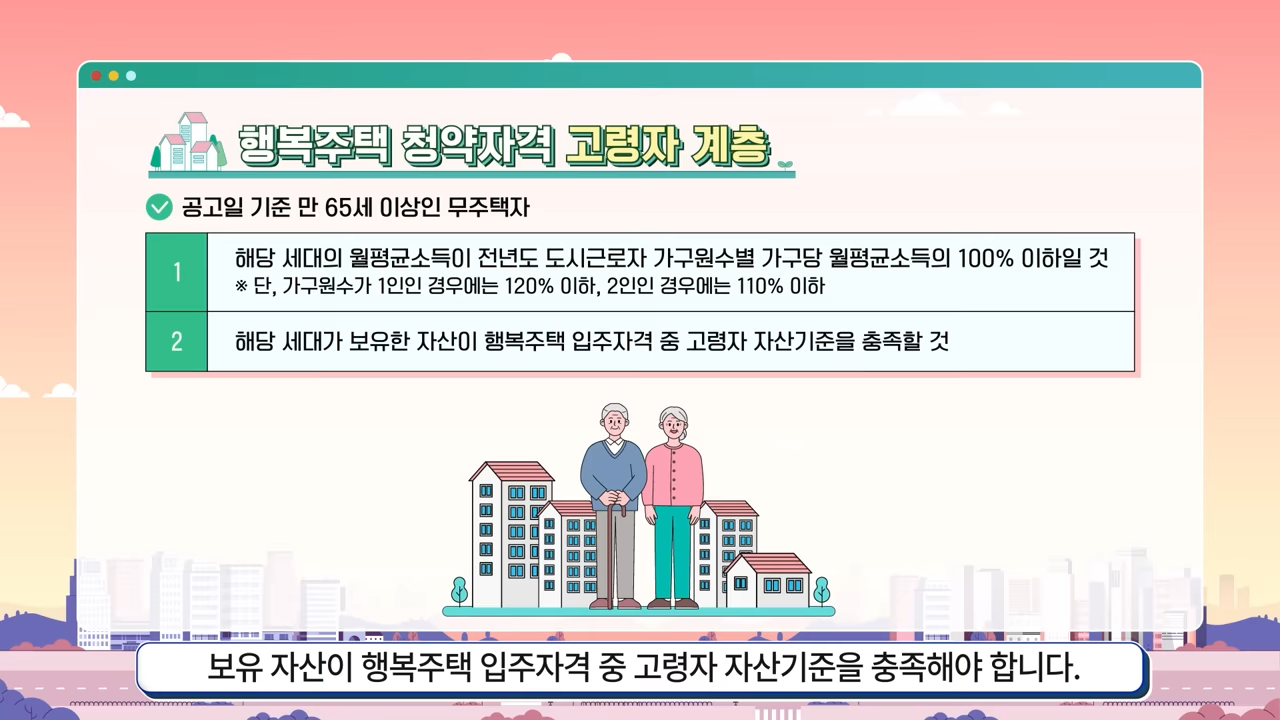 행복주택 청약자격 고령자 계층
공고일 기준 만 65세 이상인 무주택자
1
해당 세대의 월평균소득이 전년도 도시근로자 가구원수별 가구당 월평균소득의 100% 이하일 것
※ 단, 가구원수가 1인인 경우에는 120% 이하, 2인인 경우에는 110% 이하
2
해당 세대가 보유한 자산이 행복주택 입주자격 중 고령자 자산기준을 충족할 것
보유 자산이 행복주택 입주자격 중 고령자 자산기준을 충족해야 합니다.